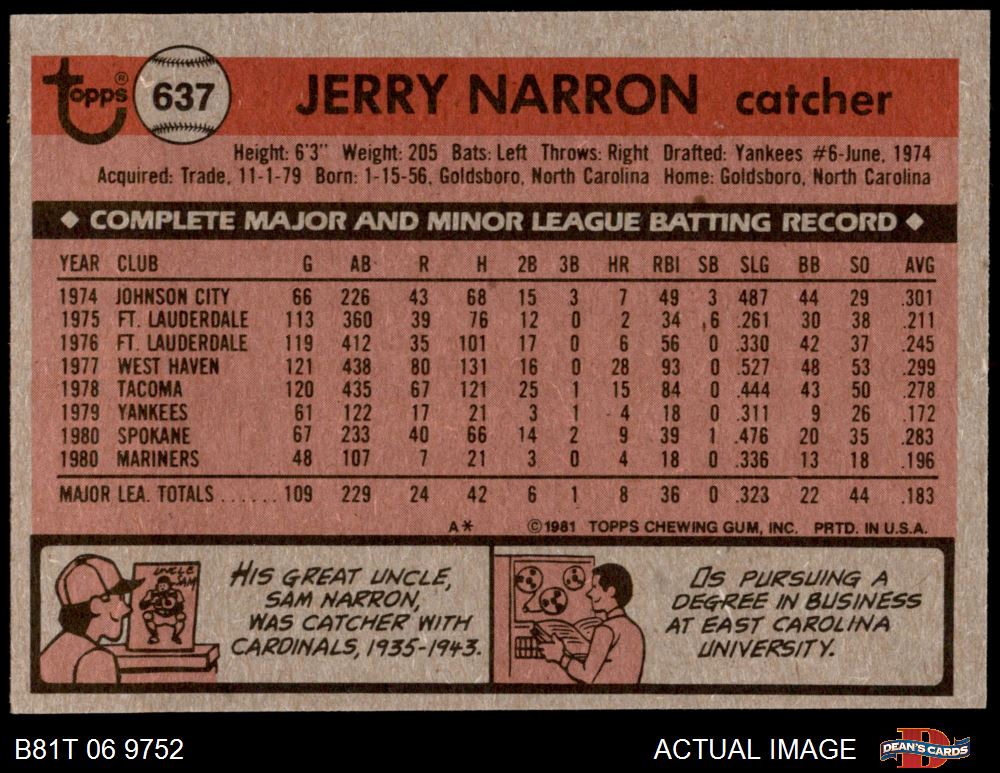 Topps® 637 JERRY NARRON catcher
Height: 6'3" Weight: 205 Bats: Left Throws: Right Drafted: Yankees #6-June, 1974
Acquired: Trade, 11-1-79 Born: 1-15-56, Goldsboro, North Carolina Home: Goldsboro, North Carolina
◆ COMPLETE MAJOR AND MINOR LEAGUE BATTING RECORD ◆
YEAR CLUB G AB R H 2B 3B HR RBI SB SLG BB SO AVG
1974 JOHNSON CITY 66 226 43 68 15 3 7 49 3 487 44 29 .301
1975 FT. LAUDERDALE 113 360 39 76 12 0 2 34 6 .261 30 38 .211
1976 FT. LAUDERDALE 119 412 35 101 17 0 6 56 0 .330 42 37 .245
1977 WEST HAVEN 121 438 80 131 16 0 28 93 0 .527 48 53 .299
1978 TACOMA 120 435 67 121 25 1 15 84 0 .444 43 50 .278
1979 YANKEES 61 122 17 21 3 1 4 18 0 .311 9 26 .172
1980 SPOKANE 67 233 40 66 14 2 9 39 1 .476 20 35 .283
1980 MARINERS 48 107 7 21 3 0 4 18 0 .336 13 18 .196
MAJOR LEA. TOTALS ...... 109 229 24 42 6 1 8 36 0 .323 22 44 .183
A* ©1981 TOPPS CHEWING GUM, INC. PRTD. IN U.S.A.
UNCLE
SAM
HIS GREAT UNCLE,
SAM NARRON,
WAS CATCHER WITH
CARDINALS, 1935-1943.
IS PURSUING A
DEGREE IN BUSINESS
AT EAST CAROLINA
UNIVERSITY.
B81T 06 9752 ACTUAL IMAGE DEAN'S CARDS